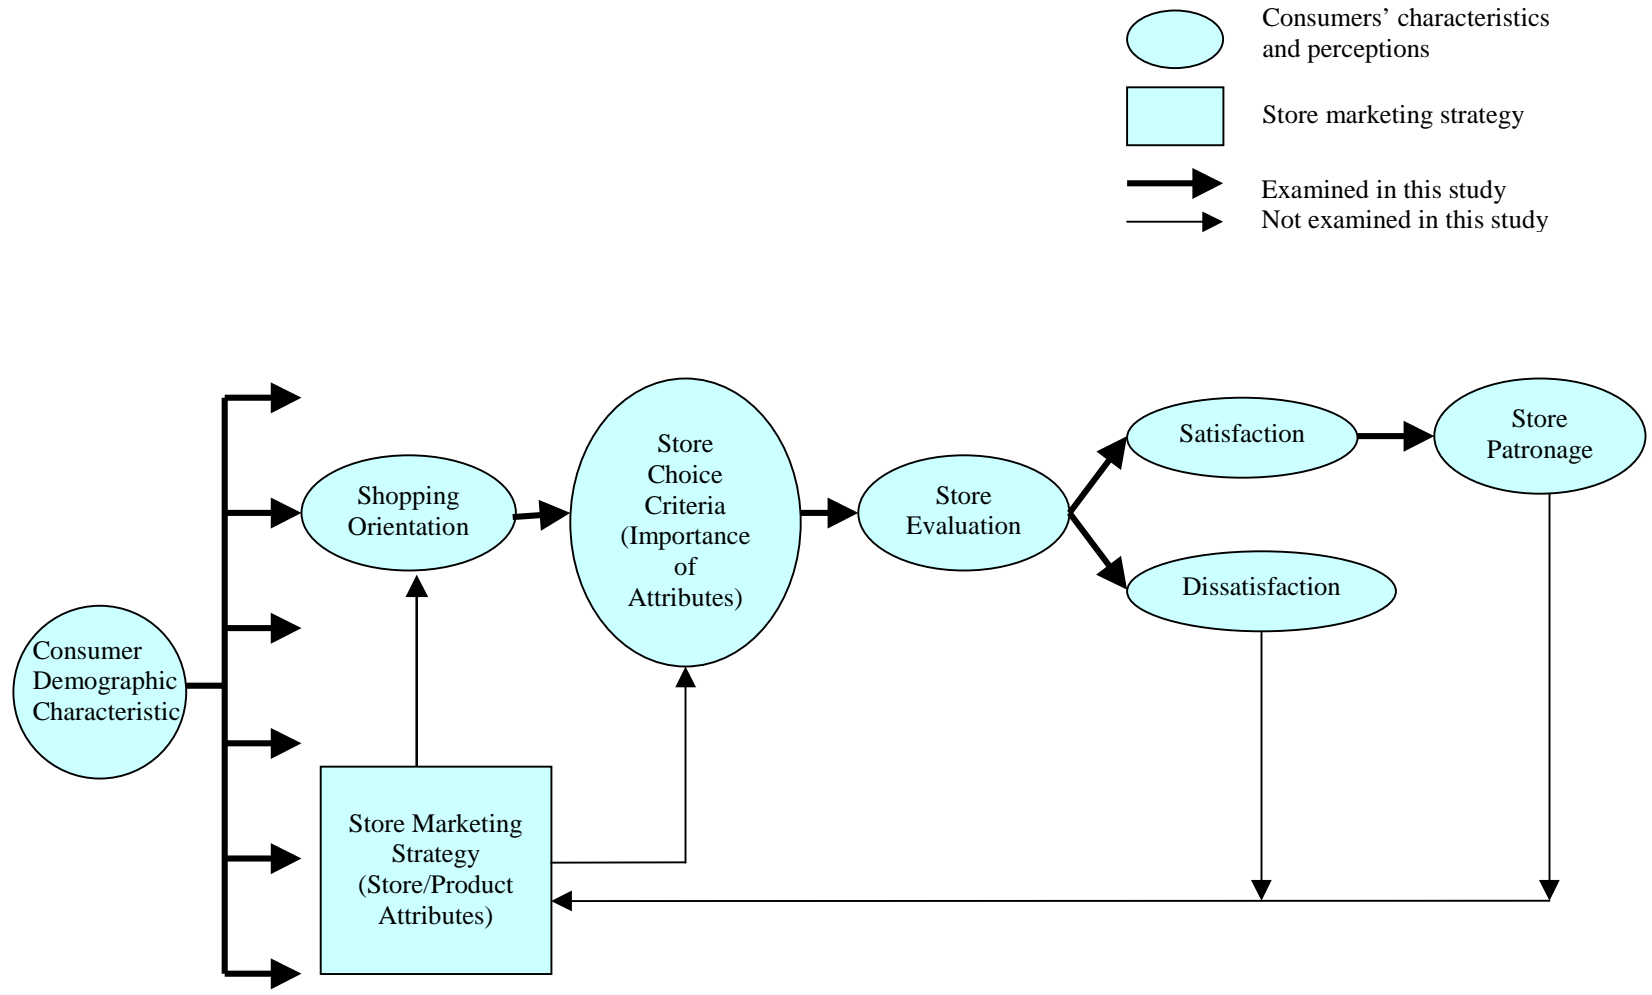 Consumers’ characteristics
and perceptions
Store marketing strategy
Examined in this study
Not examined in this study
Consumer
Demographic
Characteristic
Shopping
Orientation
Store Marketing
Strategy
(Store/Product
Attributes)
Store
Choice
Criteria
(Importance
of
Attributes)
Store
Evaluation
Satisfaction
Dissatisfaction
Store
Patronage